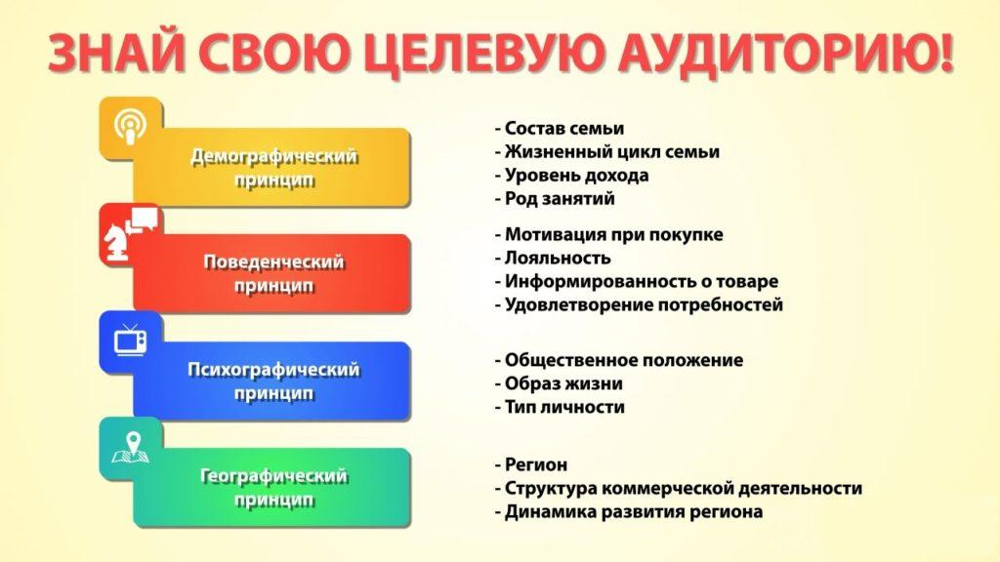 ЗНАЙ СВОЮ ЦЕЛЕВУЮ АУДИТОРИЮ!
Демографический
принцип
- Состав семьи
- Жизненный цикл семьи
- Уровень дохода
- Род занятий
Поведенческий
принцип
- Мотивация при покупке
- Лояльность
- Информированность о товаре
- Удовлетворение потребностей
Психографический
принцип
- Общественное положение
- Образ жизни
- Тип личности
Географический
принцип
- Регион
- Структура коммерческой деятельности
- Динамика развития региона